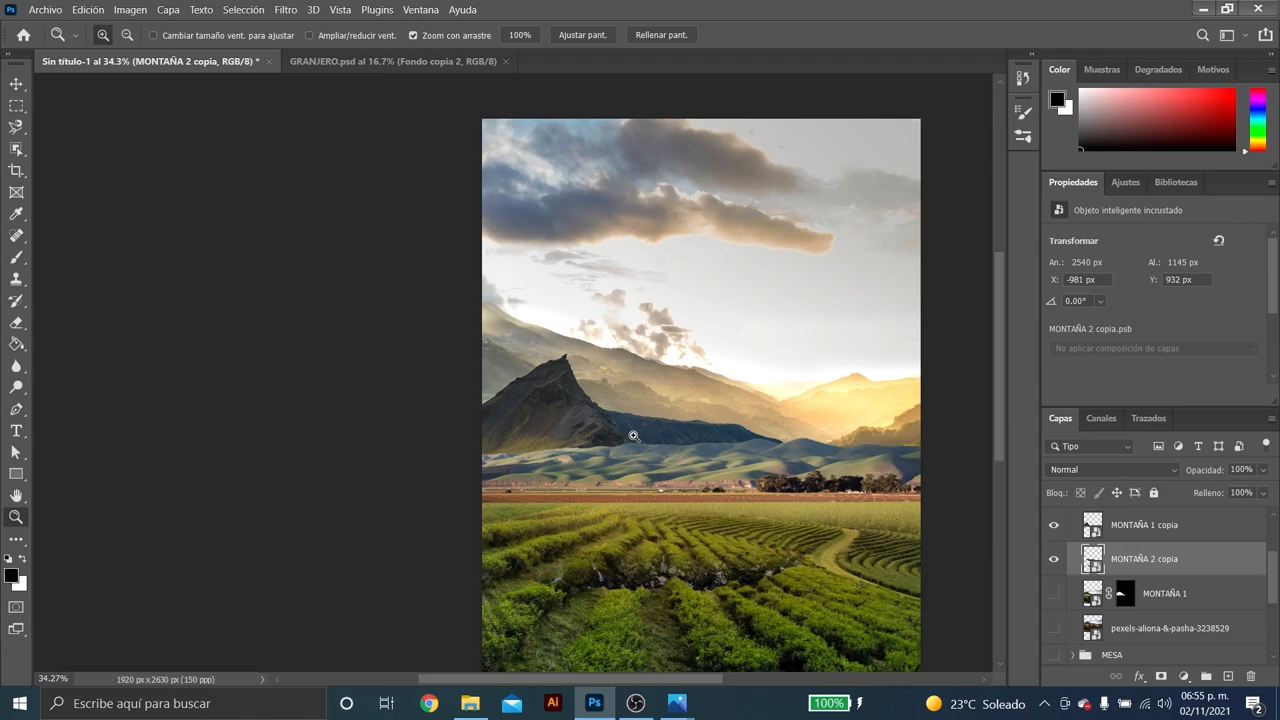 Ps Archivo Edición Imagen Capa Texto Selección Filtro 3D Vista Plugins Ventana Ayuda
Cambiar tamaño vent. para ajustar Ampliar/reducir vent. Zoom con arrastre 100% Ajustar pant. Rellenar pant.
Sin título-1 al 34.3% (MONTAÑA 2 copia, RGB/8) * GRANJERO.psd al 16.7% (Fondo copia 2, RGB/8)
Color Muestras Degradados Motivos
Propiedades Ajustes Bibliotecas
Objeto inteligente incrustado
Transformar
An.: 2540 px Al.: 1145 px
X: -981 px Y: 932 px
0.00°
MONTAÑA 2 copia.psb
No aplicar composición de capas
Capas Canales Trazados
Tipo
Normal Opacidad: 100%
Bloq.: Relleno: 100%
MONTAÑA 1 copia
MONTAÑA 2 copia
MONTAÑA 1
pexels-aliona-&-pasha-3238529
MESA
fx
34.27% 1920 px x 2630 px (150 ppp)
Escribe aquí para buscar Ai Ps 100% 23°C Soleado 06:55 p. m.
02/11/2021 2